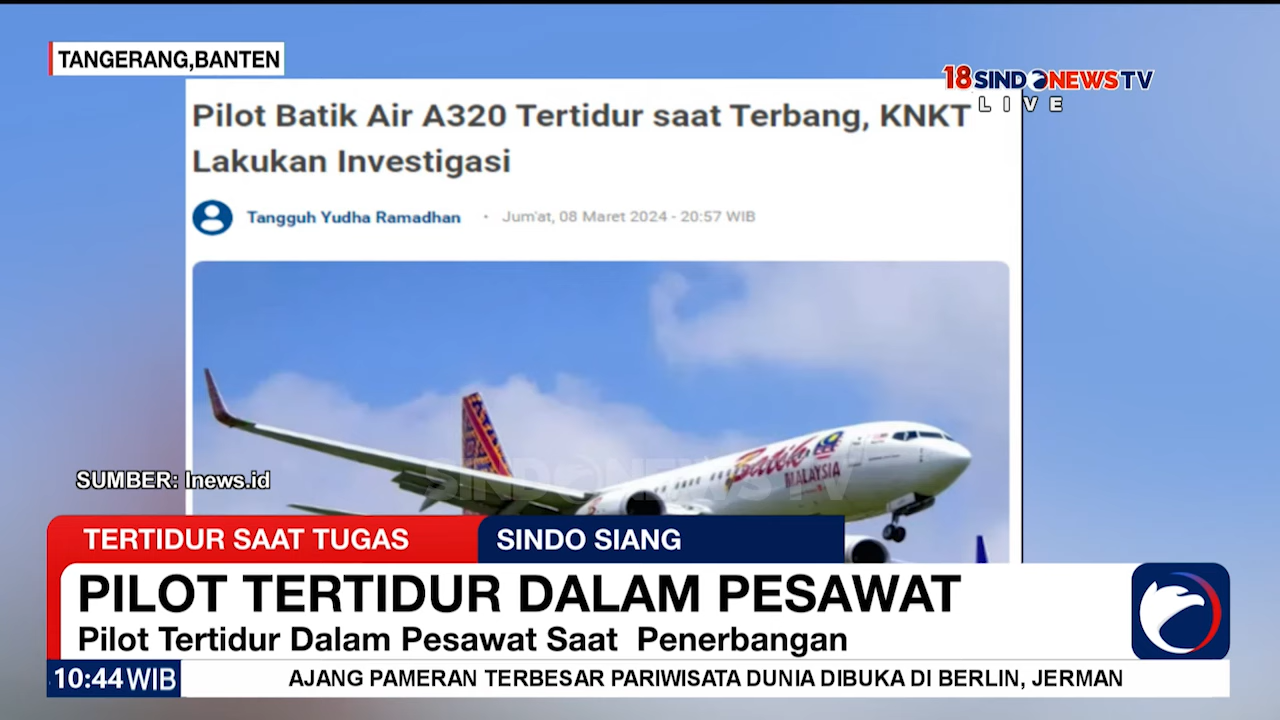 TANGERANG,BANTEN
18 SINDONEWS TV
LIVE
Pilot Batik Air A320 Tertidur saat Terbang, KNKT
Lakukan Investigasi
Tangguh Yudha Ramadhan • Jum'at, 08 Maret 2024 - 20:57 WIB
Batik
MALAYSIA
SINDONEWS TV
SUMBER: Inews.id
TERTIDUR SAAT TUGAS
SINDO SIANG
PILOT TERTIDUR DALAM PESAWAT
Pilot Tertidur Dalam Pesawat Saat Penerbangan
10:44 WIB
AJANG PAMERAN TERBESAR PARIWISATA DUNIA DIBUKA DI BERLIN, JERMAN